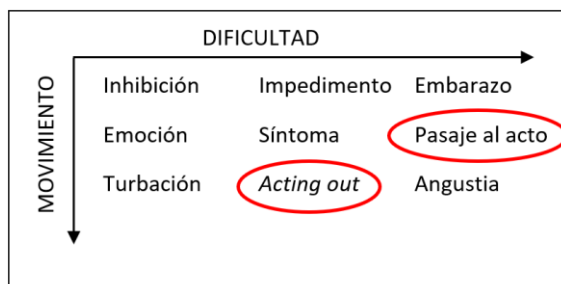 DIFICULTAD
MOVIMIENTO
Inhibición Impedimento Embarazo
Emoción Síntoma Pasaje al acto
Turbación Acting out Angustia